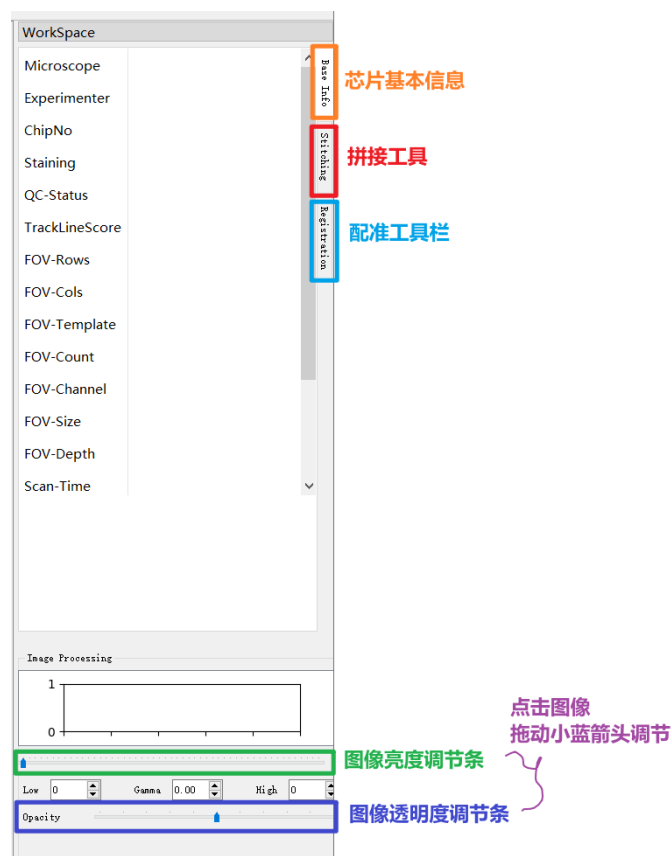 WorkSpace
Microscope
Experimenter
ChipNo
Staining
QC-Status
TrackLineScore
FOV-Rows
FOV-Cols
FOV-Template
FOV-Count
FOV-Channel
FOV-Size
FOV-Depth
Scan-Time
Base Info
芯片基本信息
Stitching
拼接工具
Registration
配准工具栏
Image Processing
1
0
点击图像
拖动小蓝箭头调节
图像亮度调节条
Low 0 Gamma 0.00 High 0
Opacity
图像透明度调节条